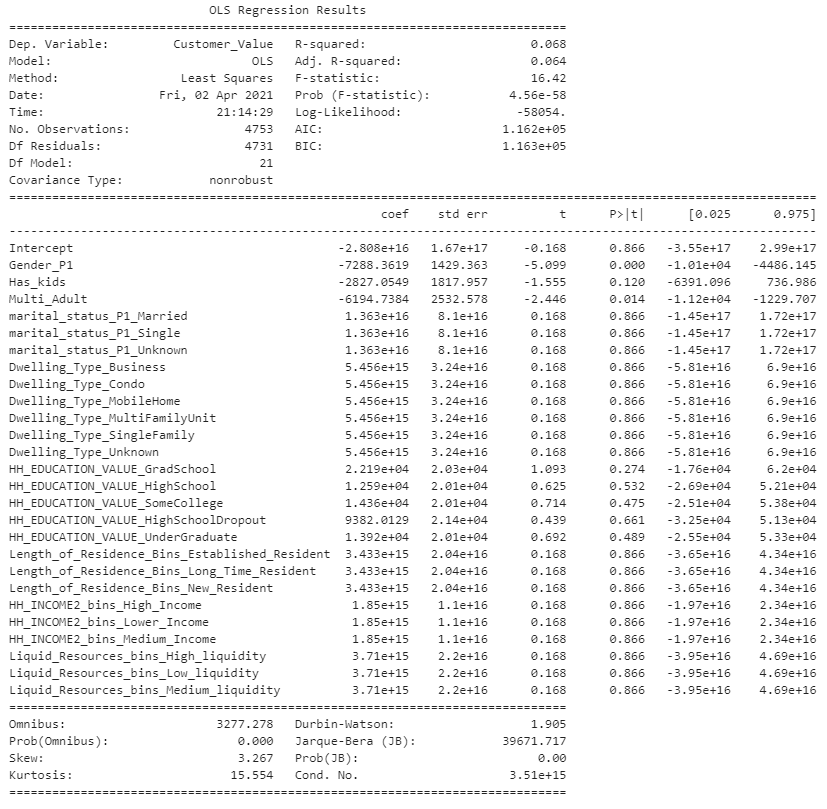 OLS Regression Results
==============================================================================
Dep. Variable: Customer_Value R-squared: 0.068
Model: OLS Adj. R-squared: 0.064
Method: Least Squares F-statistic: 16.42
Date: Fri, 02 Apr 2021 Prob (F-statistic): 4.56e-58
Time: 21:14:29 Log-Likelihood: -58054.
No. Observations: 4753 AIC: 1.162e+05
Df Residuals: 4731 BIC: 1.163e+05
Df Model: 21
Covariance Type: nonrobust
=================================================================================================================
coef std err t P>|t| [0.025 0.975]
-----------------------------------------------------------------------------------------------------------------
Intercept -2.808e+16 1.67e+17 -0.168 0.866 -3.55e+17 2.99e+17
Gender_P1 -7288.3619 1429.363 -5.099 0.000 -1.01e+04 -4486.145
Has_kids -2827.0549 1817.957 -1.555 0.120 -6391.096 736.986
Multi_Adult -6194.7384 2532.578 -2.446 0.014 -1.12e+04 -1229.707
marital_status_P1_Married 1.363e+16 8.1e+16 0.168 0.866 -1.45e+17 1.72e+17
marital_status_P1_Single 1.363e+16 8.1e+16 0.168 0.866 -1.45e+17 1.72e+17
marital_status_P1_Unknown 1.363e+16 8.1e+16 0.168 0.866 -1.45e+17 1.72e+17
Dwelling_Type_Business 5.456e+15 3.24e+16 0.168 0.866 -5.81e+16 6.9e+16
Dwelling_Type_Condo 5.456e+15 3.24e+16 0.168 0.866 -5.81e+16 6.9e+16
Dwelling_Type_MobileHome 5.456e+15 3.24e+16 0.168 0.866 -5.81e+16 6.9e+16
Dwelling_Type_MultiFamilyUnit 5.456e+15 3.24e+16 0.168 0.866 -5.81e+16 6.9e+16
Dwelling_Type_SingleFamily 5.456e+15 3.24e+16 0.168 0.866 -5.81e+16 6.9e+16
Dwelling_Type_Unknown 5.456e+15 3.24e+16 0.168 0.866 -5.81e+16 6.9e+16
HH_EDUCATION_VALUE_GradSchool 2.219e+04 2.03e+04 1.093 0.274 -1.76e+04 6.2e+04
HH_EDUCATION_VALUE_HighSchool 1.259e+04 2.01e+04 0.625 0.532 -2.69e+04 5.21e+04
HH_EDUCATION_VALUE_SomeCollege 1.436e+04 2.01e+04 0.714 0.475 -2.51e+04 5.38e+04
HH_EDUCATION_VALUE_HighSchoolDropout 9382.0129 2.14e+04 0.439 0.661 -3.25e+04 5.13e+04
HH_EDUCATION_VALUE_UnderGraduate 1.392e+04 2.01e+04 0.692 0.489 -2.55e+04 5.33e+04
Length_of_Residence_Bins_Established_Resident 3.433e+15 2.04e+16 0.168 0.866 -3.65e+16 4.34e+16
Length_of_Residence_Bins_Long_Time_Resident 3.433e+15 2.04e+16 0.168 0.866 -3.65e+16 4.34e+16
Length_of_Residence_Bins_New_Resident 3.433e+15 2.04e+16 0.168 0.866 -3.65e+16 4.34e+16
HH_INCOME2_bins_High_Income 1.85e+15 1.1e+16 0.168 0.866 -1.97e+16 2.34e+16
HH_INCOME2_bins_Lower_Income 1.85e+15 1.1e+16 0.168 0.866 -1.97e+16 2.34e+16
HH_INCOME2_bins_Medium_Income 1.85e+15 1.1e+16 0.168 0.866 -1.97e+16 2.34e+16
Liquid_Resources_bins_High_liquidity 3.71e+15 2.2e+16 0.168 0.866 -3.95e+16 4.69e+16
Liquid_Resources_bins_Low_liquidity 3.71e+15 2.2e+16 0.168 0.866 -3.95e+16 4.69e+16
Liquid_Resources_bins_Medium_liquidity 3.71e+15 2.2e+16 0.168 0.866 -3.95e+16 4.69e+16
==============================================================================
Omnibus: 3277.278 Durbin-Watson: 1.905
Prob(Omnibus): 0.000 Jarque-Bera (JB): 39671.717
Skew: 3.267 Prob(JB): 0.00
Kurtosis: 15.554 Cond. No. 3.51e+15
==============================================================================